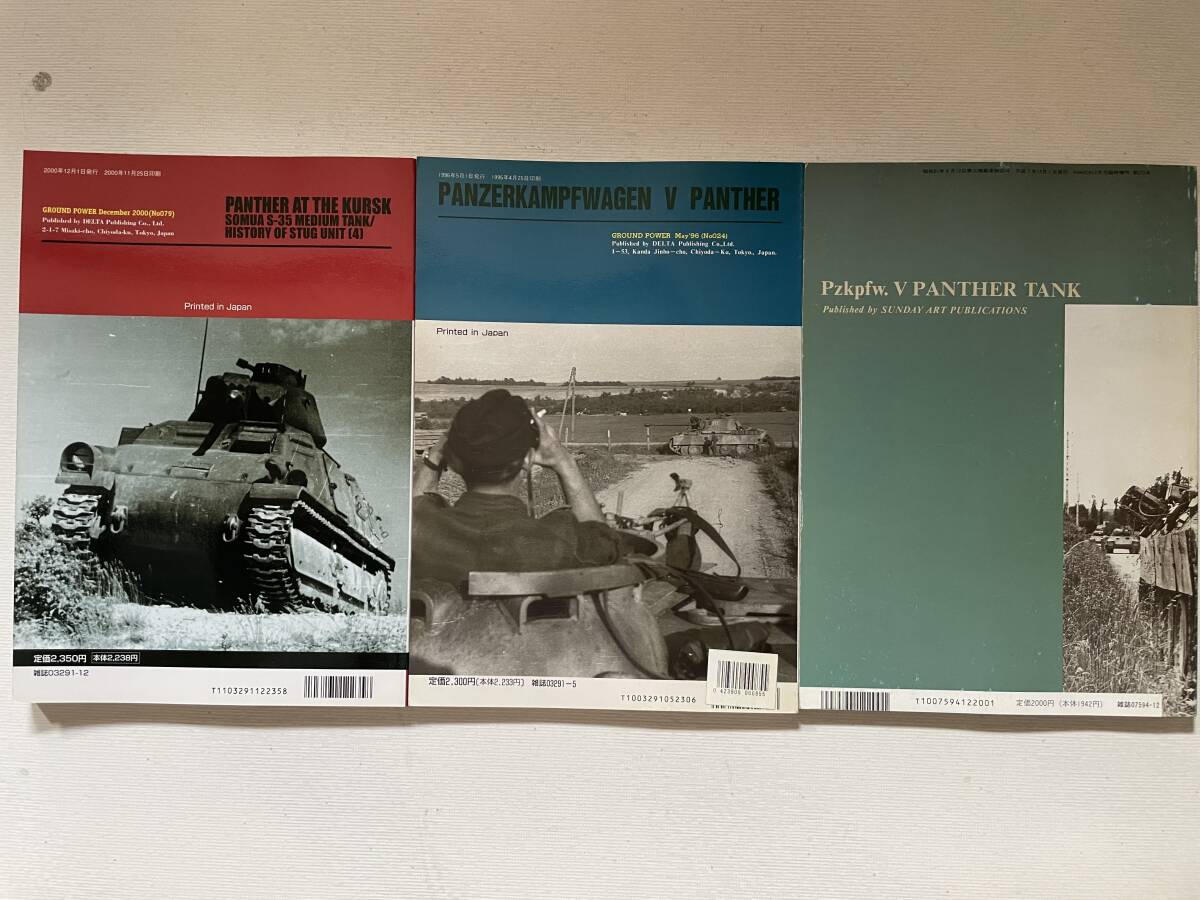 2000年12月1日発行 2000年11月25日印刷
GROUND POWER December 2000(No079)
Published by DELTA Publishing Co., Ltd.
2-1-7 Misaki-cho, Chiyoda-ku, Tokyo, Japan
PANTHER AT THE KURSK
SOMUA S-35 MEDIUM TANK/
HISTORY OF STUG UNIT (4)
Printed in Japan
定価2,350円 本体2,238円
雑誌03291-12
T1103291122358
1996年5月1日発行 1996年4月25日印刷
PANZERKAMPFWAGEN V PANTHER
GROUND POWER May'96 (No024)
Published by DELTA Publishing Co.,Ltd.
1-53, Kanda Jinbo-cho, Chiyoda-Ku, Tokyo., Japan.
Printed in Japan
定価2,300円(本体2,233円) 雑誌03291-5
T1003291052306
Pzkpfw. V PANTHER TANK
Published by SUNDAY ART PUBLICATIONS
T1007594122001
定価2000円 (本体1942円)
雑誌07594-12